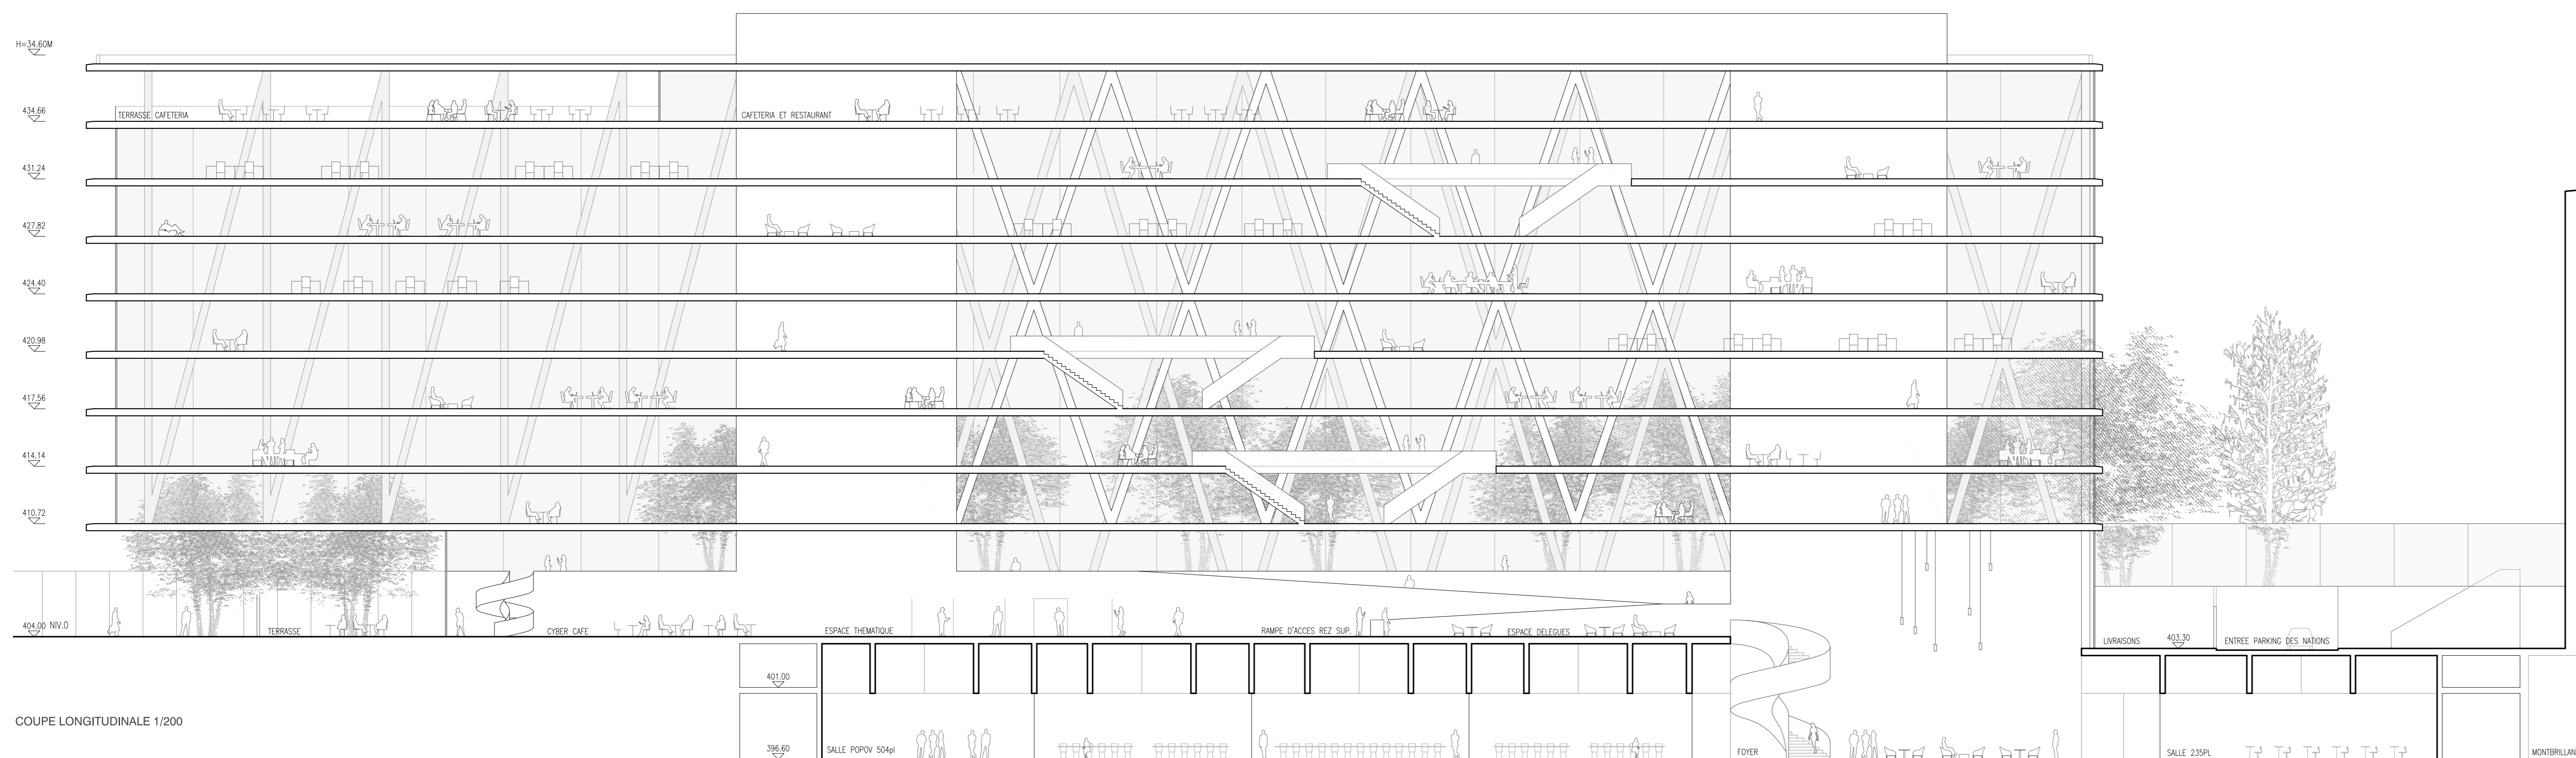 H=34.60M
434.66
TERRASSE CAFETERIA
CAFETERIA ET RESTAURANT
431.24
427.82
424.40
420.98
417.56
414.14
410.72
404.00 NIV.0
TERRASSE
CYBER CAFE
ESPACE THEMATIQUE
RAMPE D'ACCES REZ SUP.
ESPACE DELEGUES
LIVRAISONS
403.30
ENTREE PARKING DES NATIONS
401.00
COUPE LONGITUDINALE 1/200
396.60
SALLE POPOV 504pl
FOYER
SALLE 235PL
MONTBRILLAN